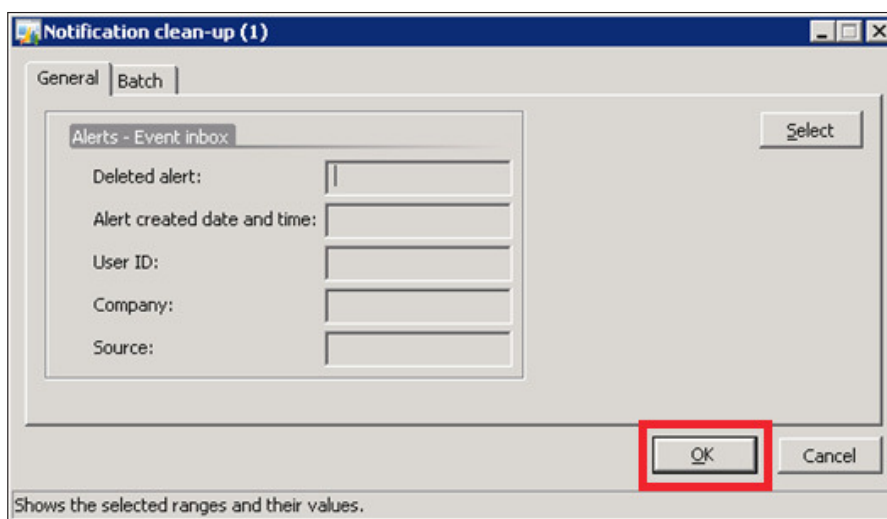 Notification clean-up (1)
General Batch
Alerts - Event inbox
Select
Deleted alert:
Alert created date and time:
User ID:
Company:
Source:
OK Cancel
Shows the selected ranges and their values.